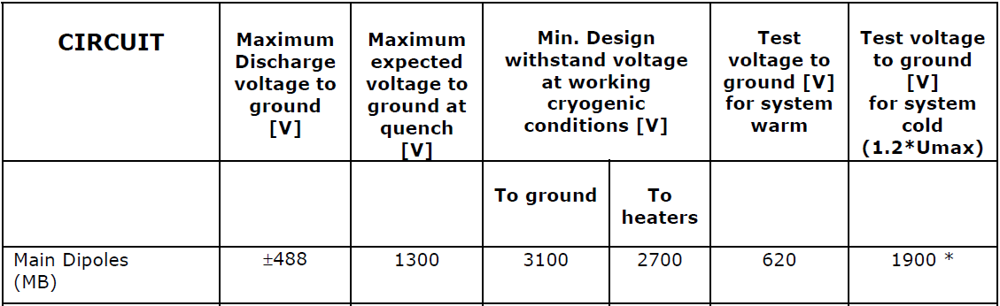 CIRCUIT
Maximum
Discharge
voltage to
ground
[V]
Maximum
expected
voltage to
ground at
quench
[V]
Min. Design
withstand voltage
at working
cryogenic
conditions [V]
Test
voltage to
ground [V]
for system
warm
Test voltage
to ground
[V]
for system
cold
(1.2*Umax)
To ground
To
heaters
Main Dipoles
(MB)
±488
1300
3100
2700
620
1900 *